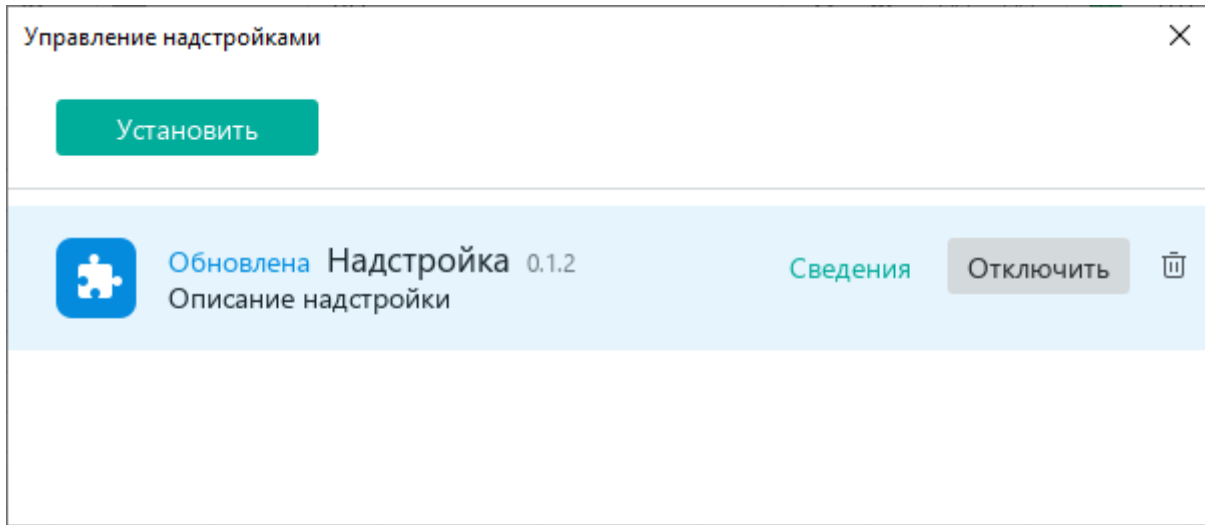 Управление надстройками
Установить
Обновлена Надстройка 0.1.2 Сведения Отключить
Описание надстройки